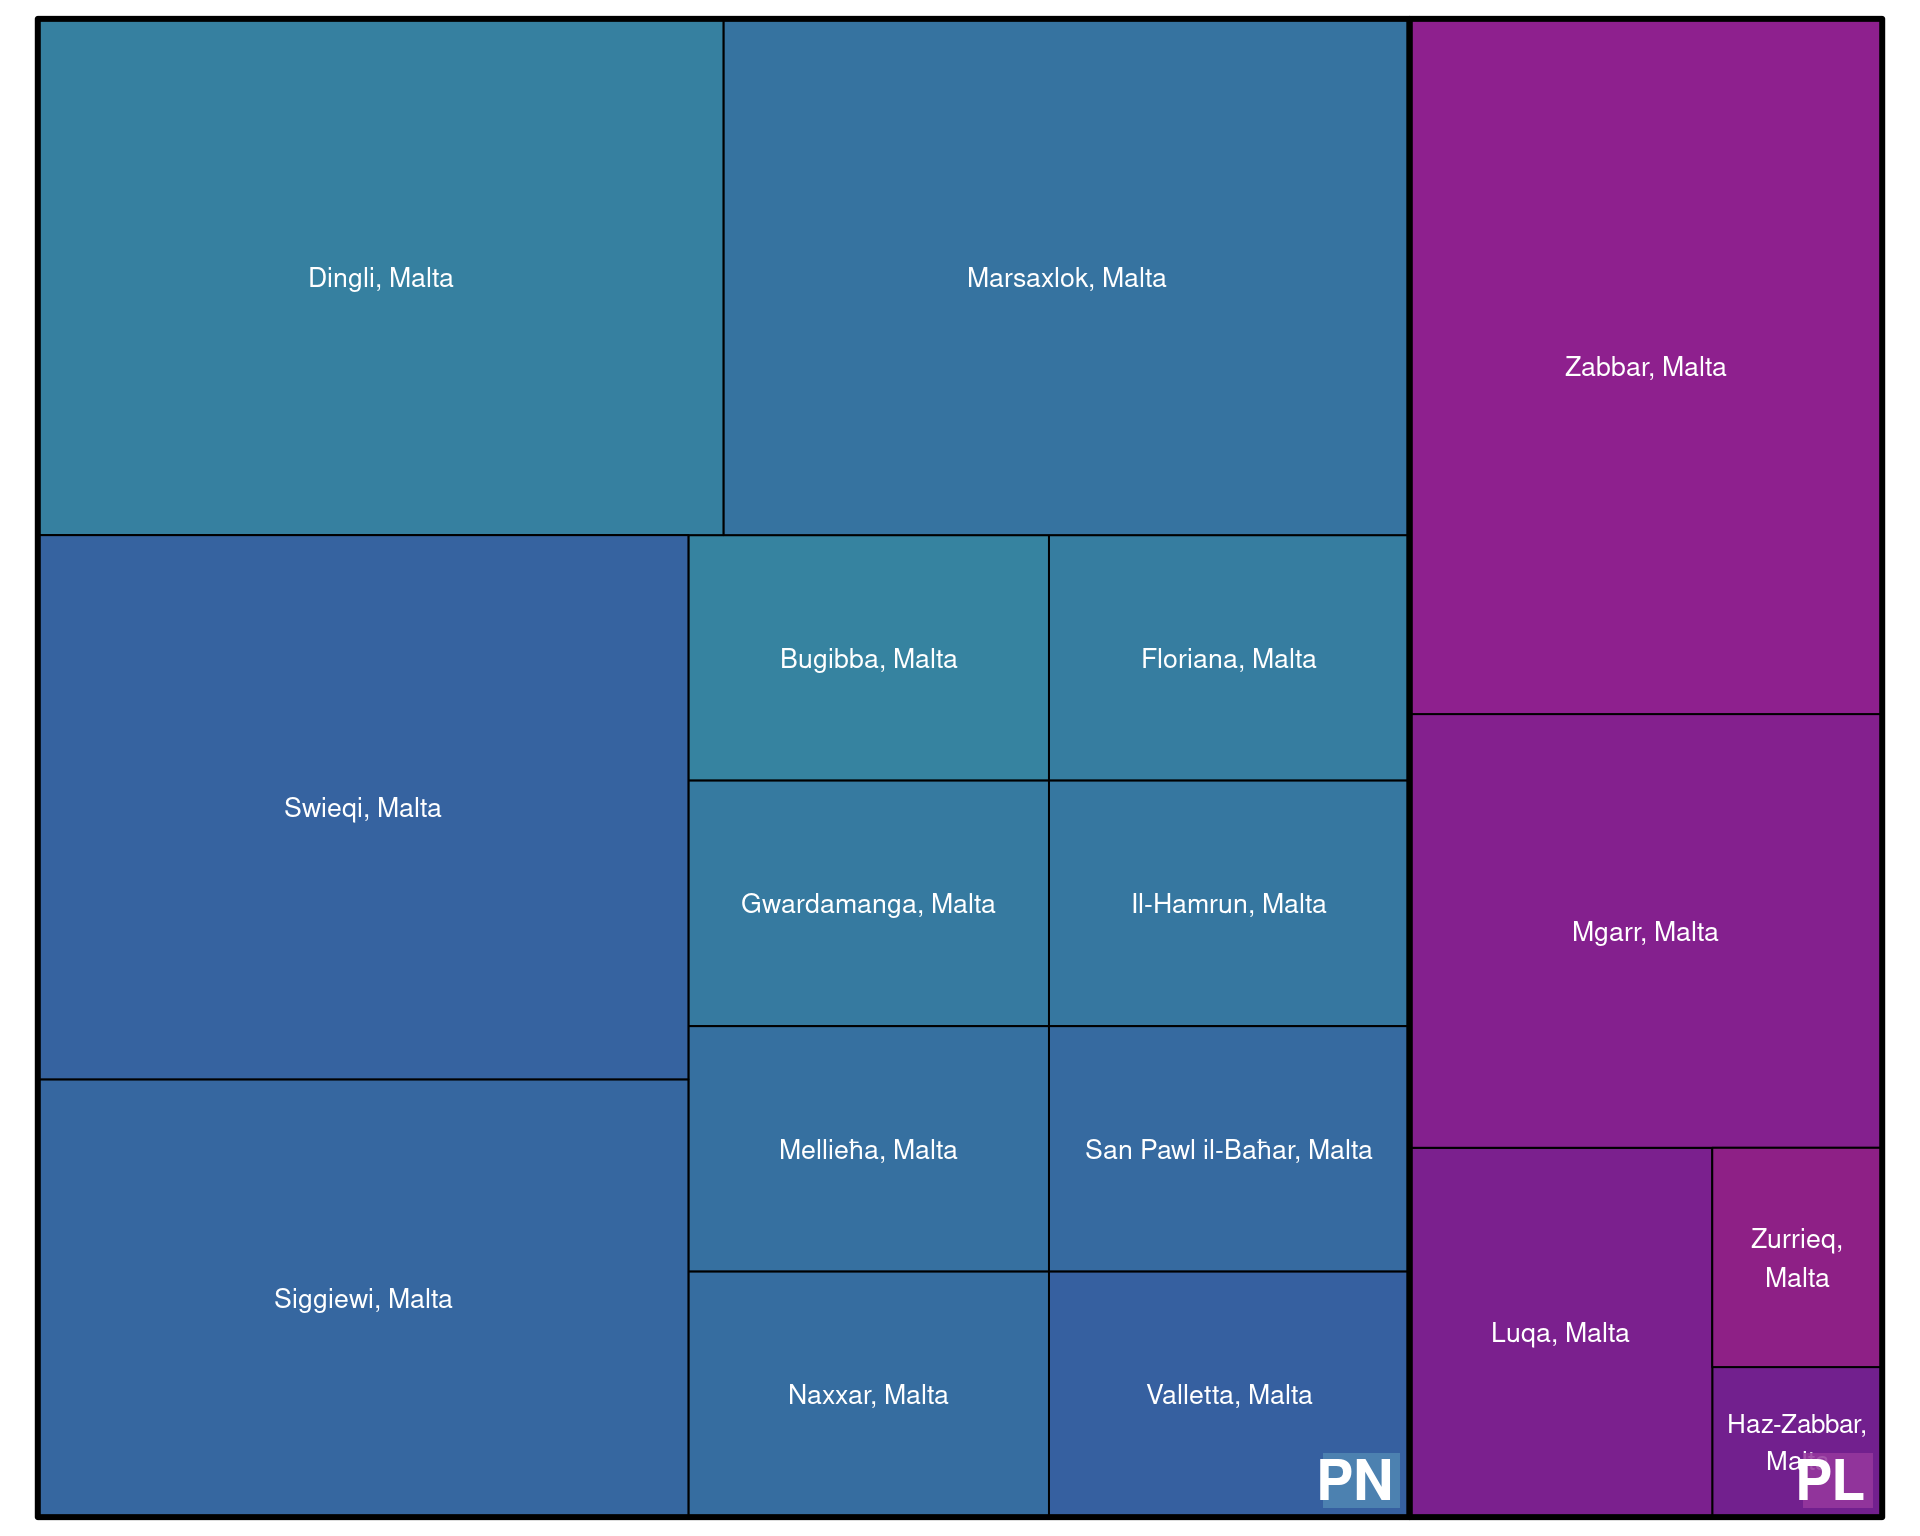 Dingli, Malta
Marsaxlok, Malta
Zabbar, Malta
Swieqi, Malta
Bugibba, Malta
Floriana, Malta
Gwardamanga, Malta
Il-Hamrun, Malta
Mgarr, Malta
Siggiewi, Malta
Mellieħa, Malta
San Pawl il-Baħar, Malta
Naxxar, Malta
Valletta, Malta
PN
Luqa, Malta
Zurrieq,
Malta
Haz-Zabbar,
Malta
PL